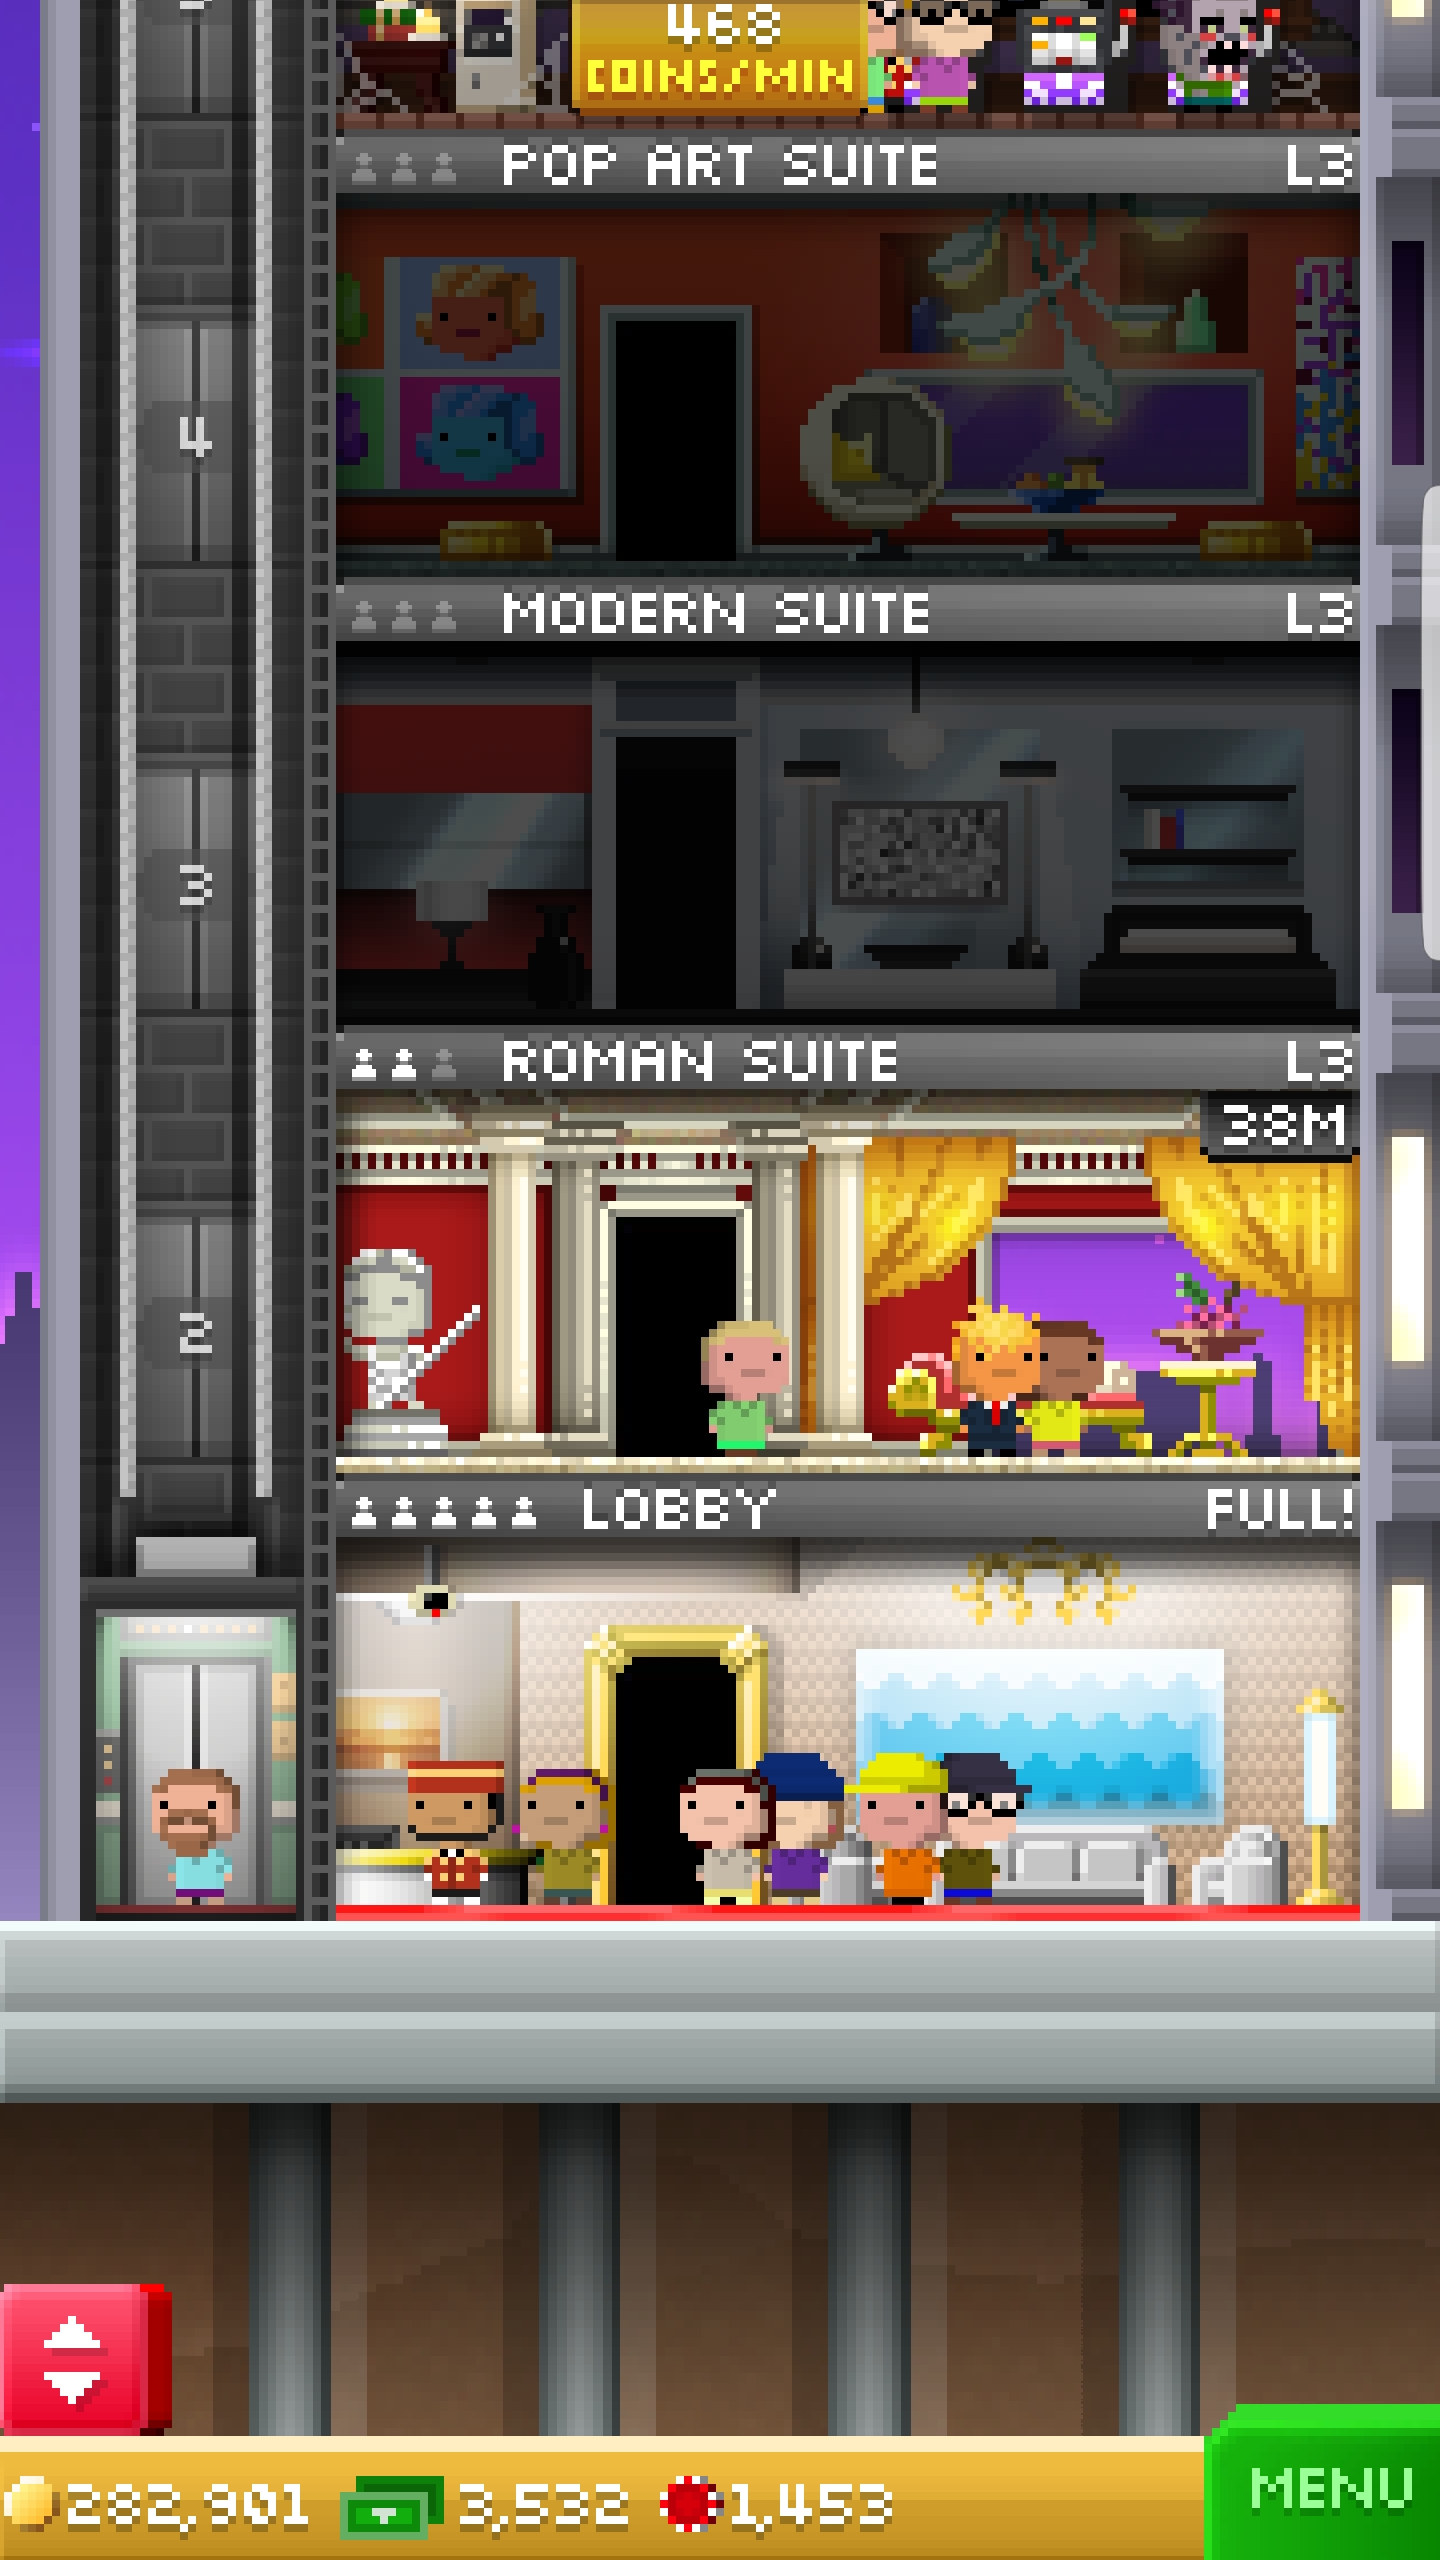 468
COINS/MIN
POP ART SUITE L3
4
MODERN SUITE L3
3
ROMAN SUITE L3
38M
2
LOBBY FULL!
282,901 3,532 1,453
MENU